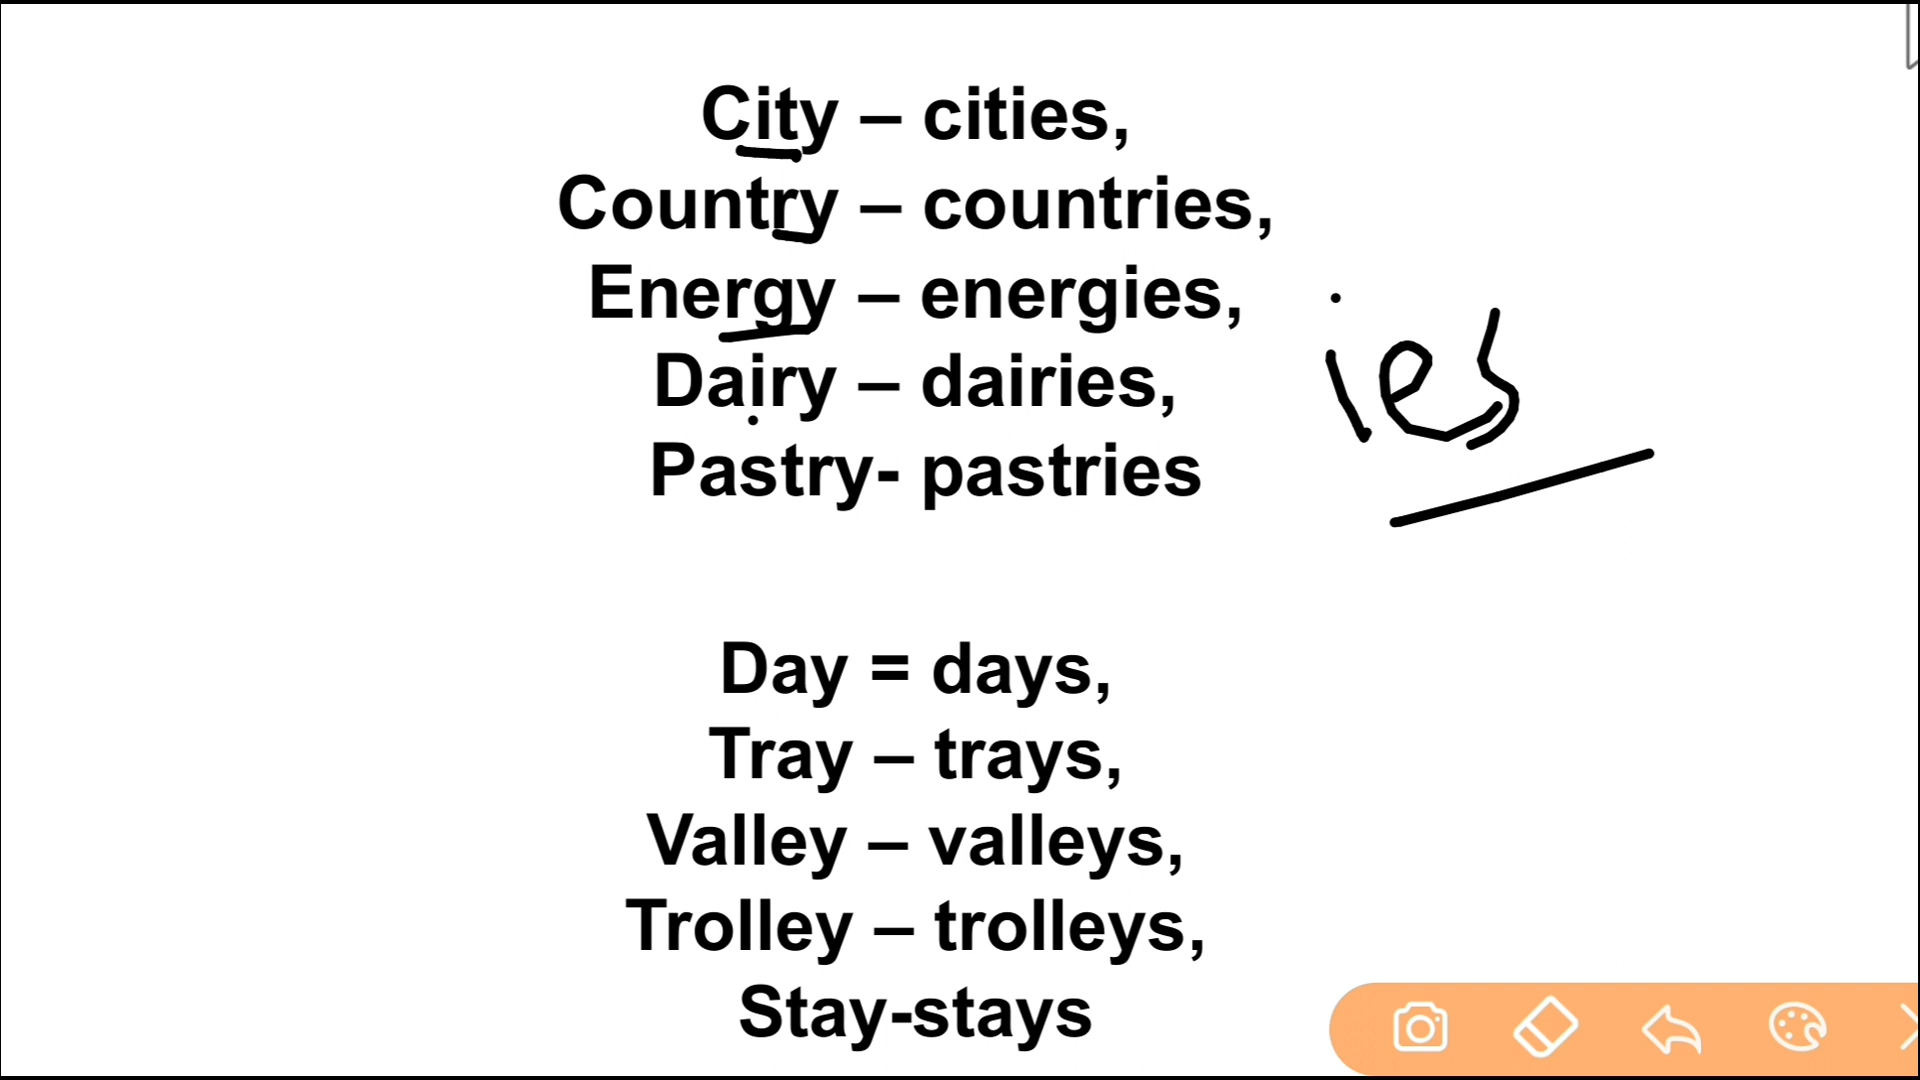 City – cities,
Country – countries,
Energy – energies,
ies
Dairy – dairies,
Pastry- pastries
Day = days,
Tray – trays,
Valley – valleys,
Trolley – trolleys,
Stay-stays